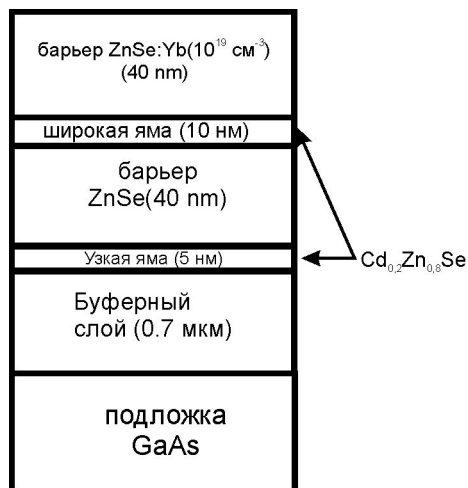 барьер ZnSe:Yb(10¹⁹ см⁻³)
(40 nm)
широкая яма (10 нм)
барьер
ZnSe(40 nm)
Узкая яма (5 нм)
Cd₀,₂Zn₀,₈Se
Буферный
слой (0.7 мкм)
подложка
GaAs